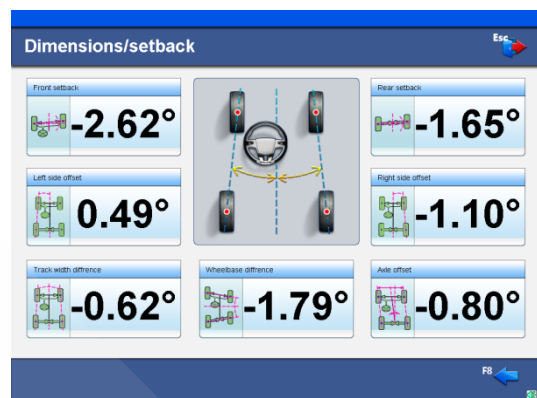 Dimensions/setback
Esc
Front setback
-2.62°
Rear setback
-1.65°
Left side offset
0.49°
Right side offset
-1.10°
Track width diffrence
-0.62°
Wheelbase diffrence
-1.79°
Axle offset
-0.80°
F8